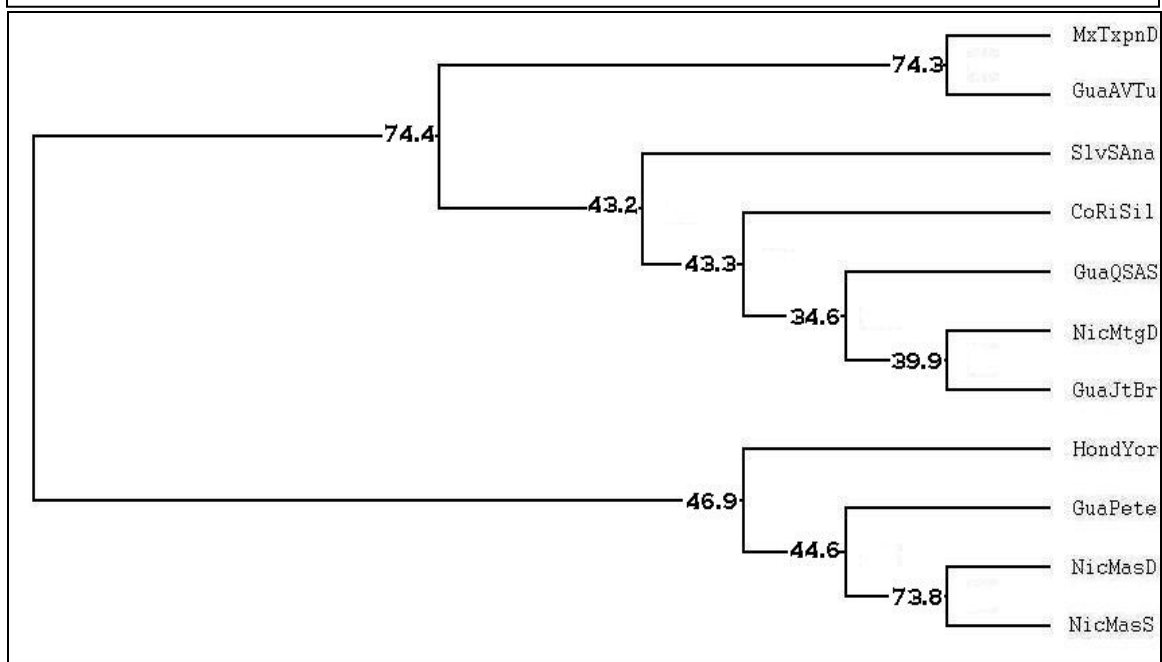 MxTxpnD
74.3
GuaAVTu
74.4
SlvSAna
43.2
CoRiSil
43.3
GuaQSAS
34.6
NicMtgD
39.9
GuaJtBr
HondYor
46.9
GuaPete
44.6
NicMasD
73.8
NicMasS